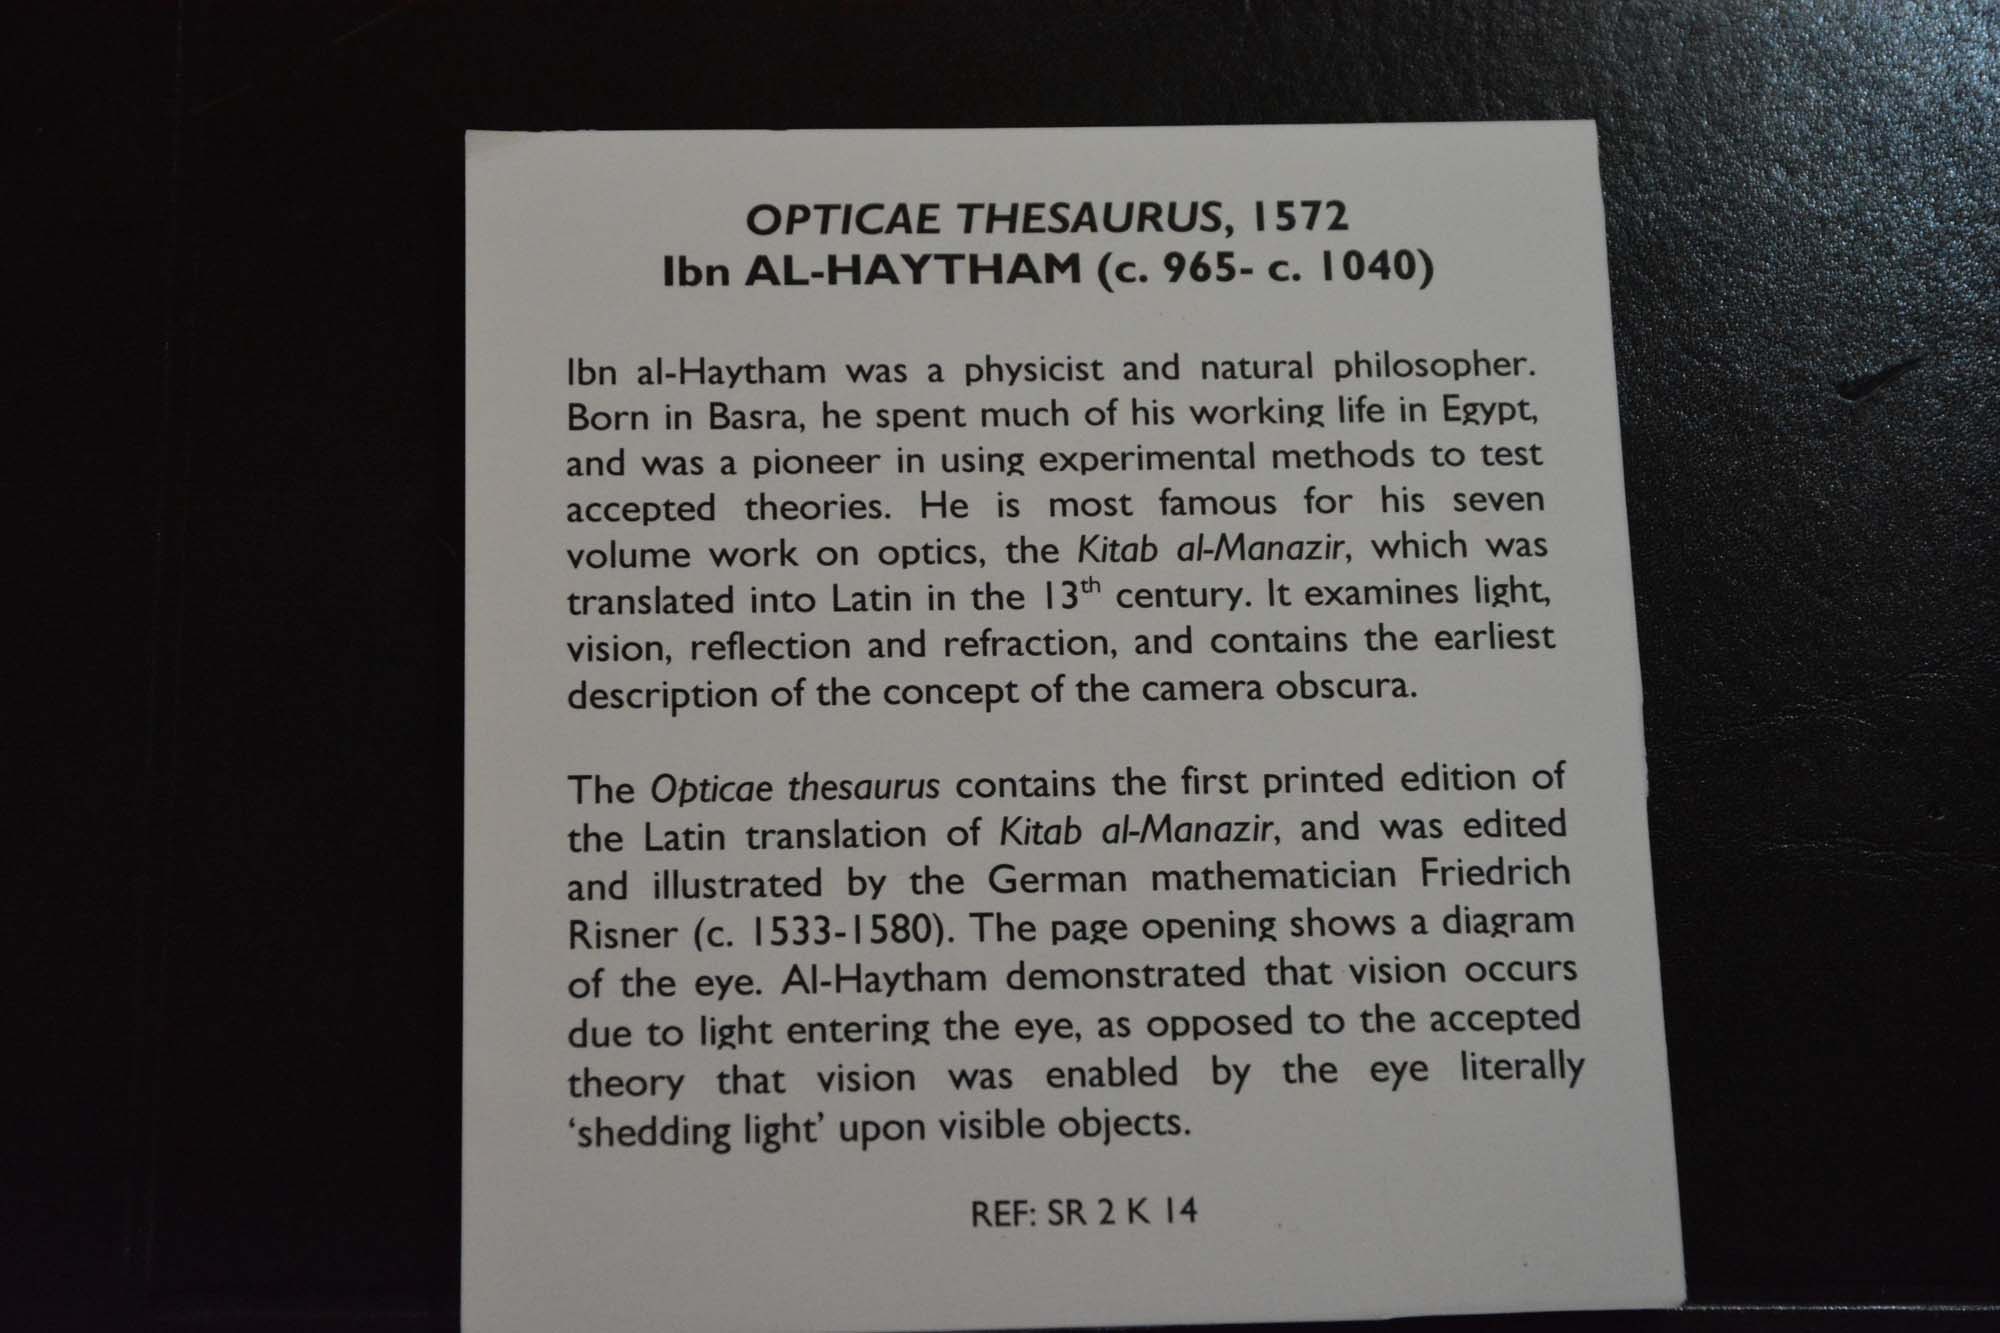 OPTICAE THESAURUS, 1572
Ibn AL-HAYTHAM (c. 965- c. 1040)
Ibn al-Haytham was a physicist and natural philosopher.
Born in Basra, he spent much of his working life in Egypt,
and was a pioneer in using experimental methods to test
accepted theories. He is most famous for his seven
volume work on optics, the Kitab al-Manazir, which was
translated into Latin in the 13th century. It examines light,
vision, reflection and refraction, and contains the earliest
description of the concept of the camera obscura.
The Opticae thesaurus contains the first printed edition of
the Latin translation of Kitab al-Manazir, and was edited
and illustrated by the German mathematician Friedrich
Risner (c. 1533-1580). The page opening shows a diagram
of the eye. Al-Haytham demonstrated that vision occurs
due to light entering the eye, as opposed to the accepted
theory that vision was enabled by the eye literally
‘shedding light’ upon visible objects.
REF: SR 2 K 14